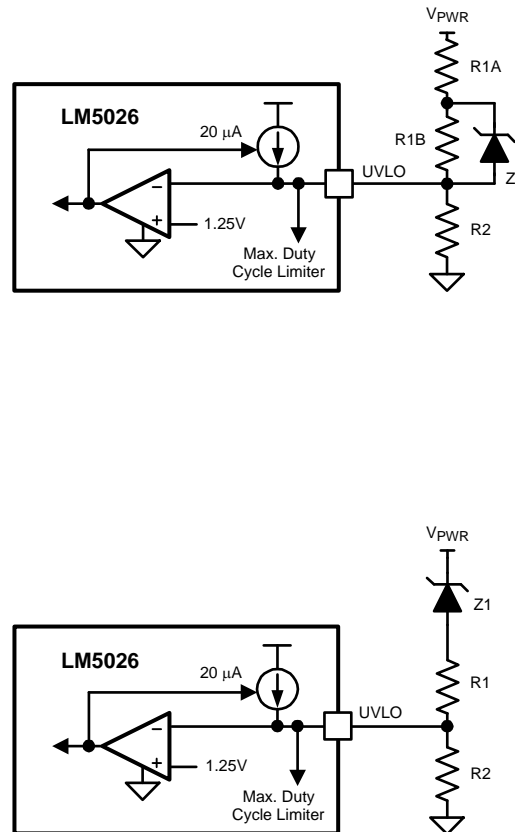 VPWR
R1A
LM5026
20 μA
R1B
Z1
−
UVLO
+
1.25V
R2
Max. Duty
Cycle Limiter
VPWR
Z1
LM5026
20 μA
R1
UVLO
−
+
1.25V
R2
Max. Duty
Cycle Limiter